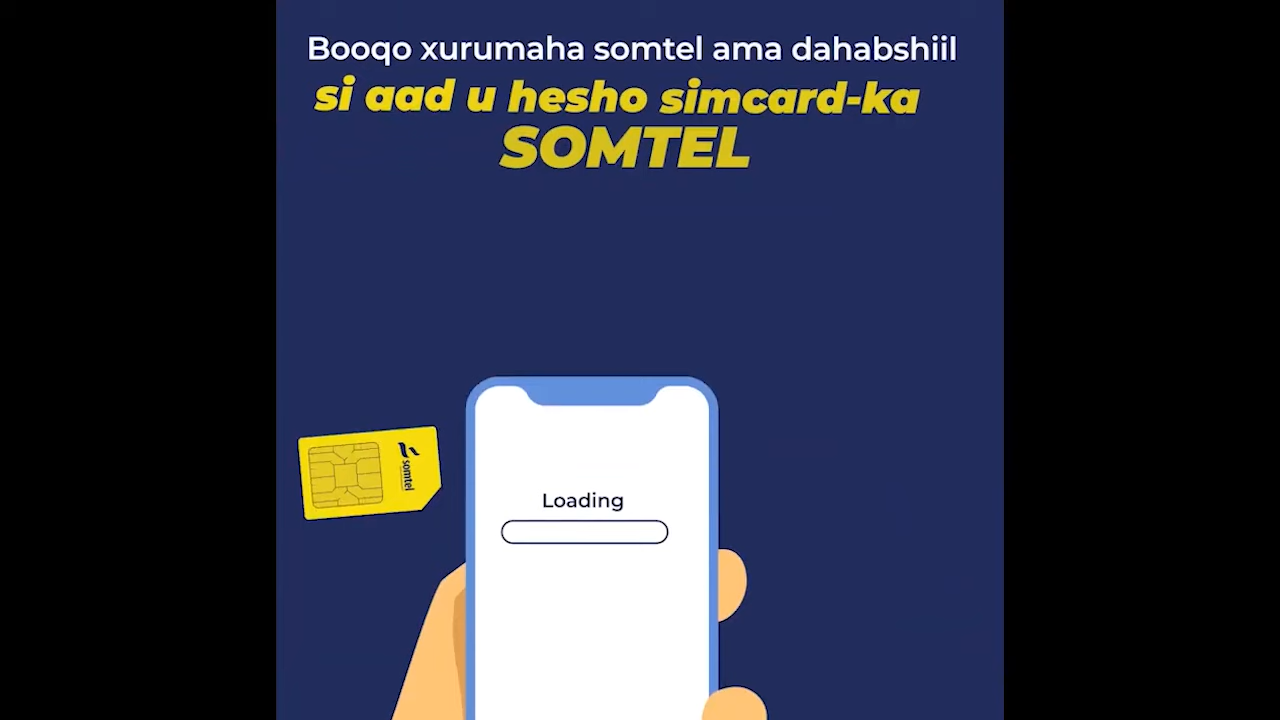 Booqo xurumaha somtel ama dahabshiil
si aad u hesho simcard-ka
SOMTEL
somtel
Loading